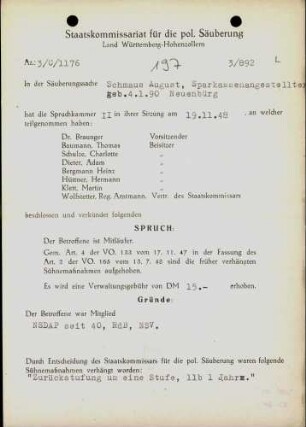 Staatskommissariat für die pol. Säuberung
Land Württemberg-Hohenzollern
Az: 3/U/1176 197 3/892 L
In der Säuberungssache Schmaus August, Sparkassenangestellter
geb.4.1.90 Neuenbürg
hat die Spruchkammer II in ihrer Sitzung am 19.11.48 an welcher
teilgenommen haben:
Dr. Braunger Vorsitzender
Baumann, Thomas Beisitzer
Schulze, Charlotte „
Dieter, Adam „
Bergmann Heinz „
Hüttner, Hermann „
Klett, Martin „
Wollwatter, Reg. Amtmann, Vertr. des Staatskommissars
beschlossen und verkündet folgenden
SPRUCH:
Der Betroffene ist Mitläufer.
Gem. Art. 4 der VO. 133 vom 17. 11. 47 in der Fassung des
Art. 2 der VO. 165 vom 13. 7. 48 sind die früher verhängten
Sühnemaßnahmen aufgehoben.
Es wird eine Verwaltungsgebühr von DM 15.- erhoben.
Gründe:
Der Betroffene war Mitglied
NSDAP seit 40, RdB, NSV.
Durch Entscheidung des Staatskommissars für die pol. Säuberung waren folgende
Sühnemaßnahmen verhängt worden:
"Zurückstufung um eine Stufe, llb 1 Jahr."